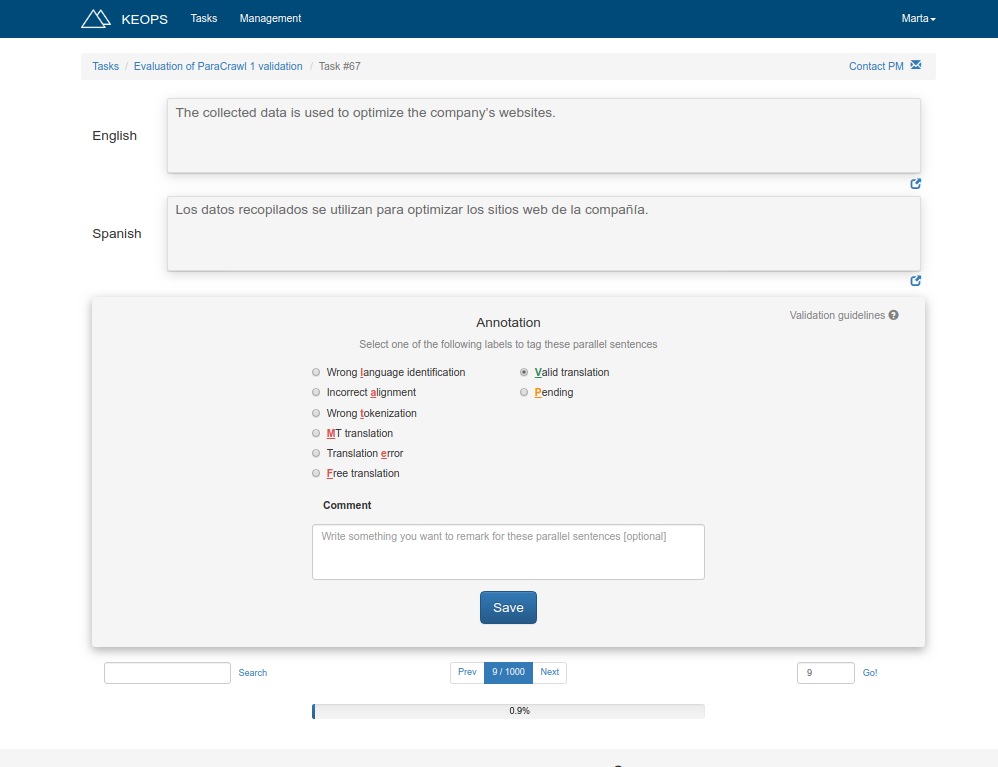 KEOPS Tasks Management Marta
Tasks / Evaluation of ParaCrawl 1 validation / Task #67 Contact PM
English
The collected data is used to optimize the company's websites.
Spanish
Los datos recopilados se utilizan para optimizar los sitios web de la compañía.
Validation guidelines
Annotation
Select one of the following labels to tag these parallel sentences
Wrong language identification
Incorrect alignment
Wrong tokenization
MT translation
Translation error
Free translation
Valid translation
Pending
Comment
Write something you want to remark for these parallel sentences [optional]
Save
Search Prev 9 / 1000 Next 9 Go!
0.9%